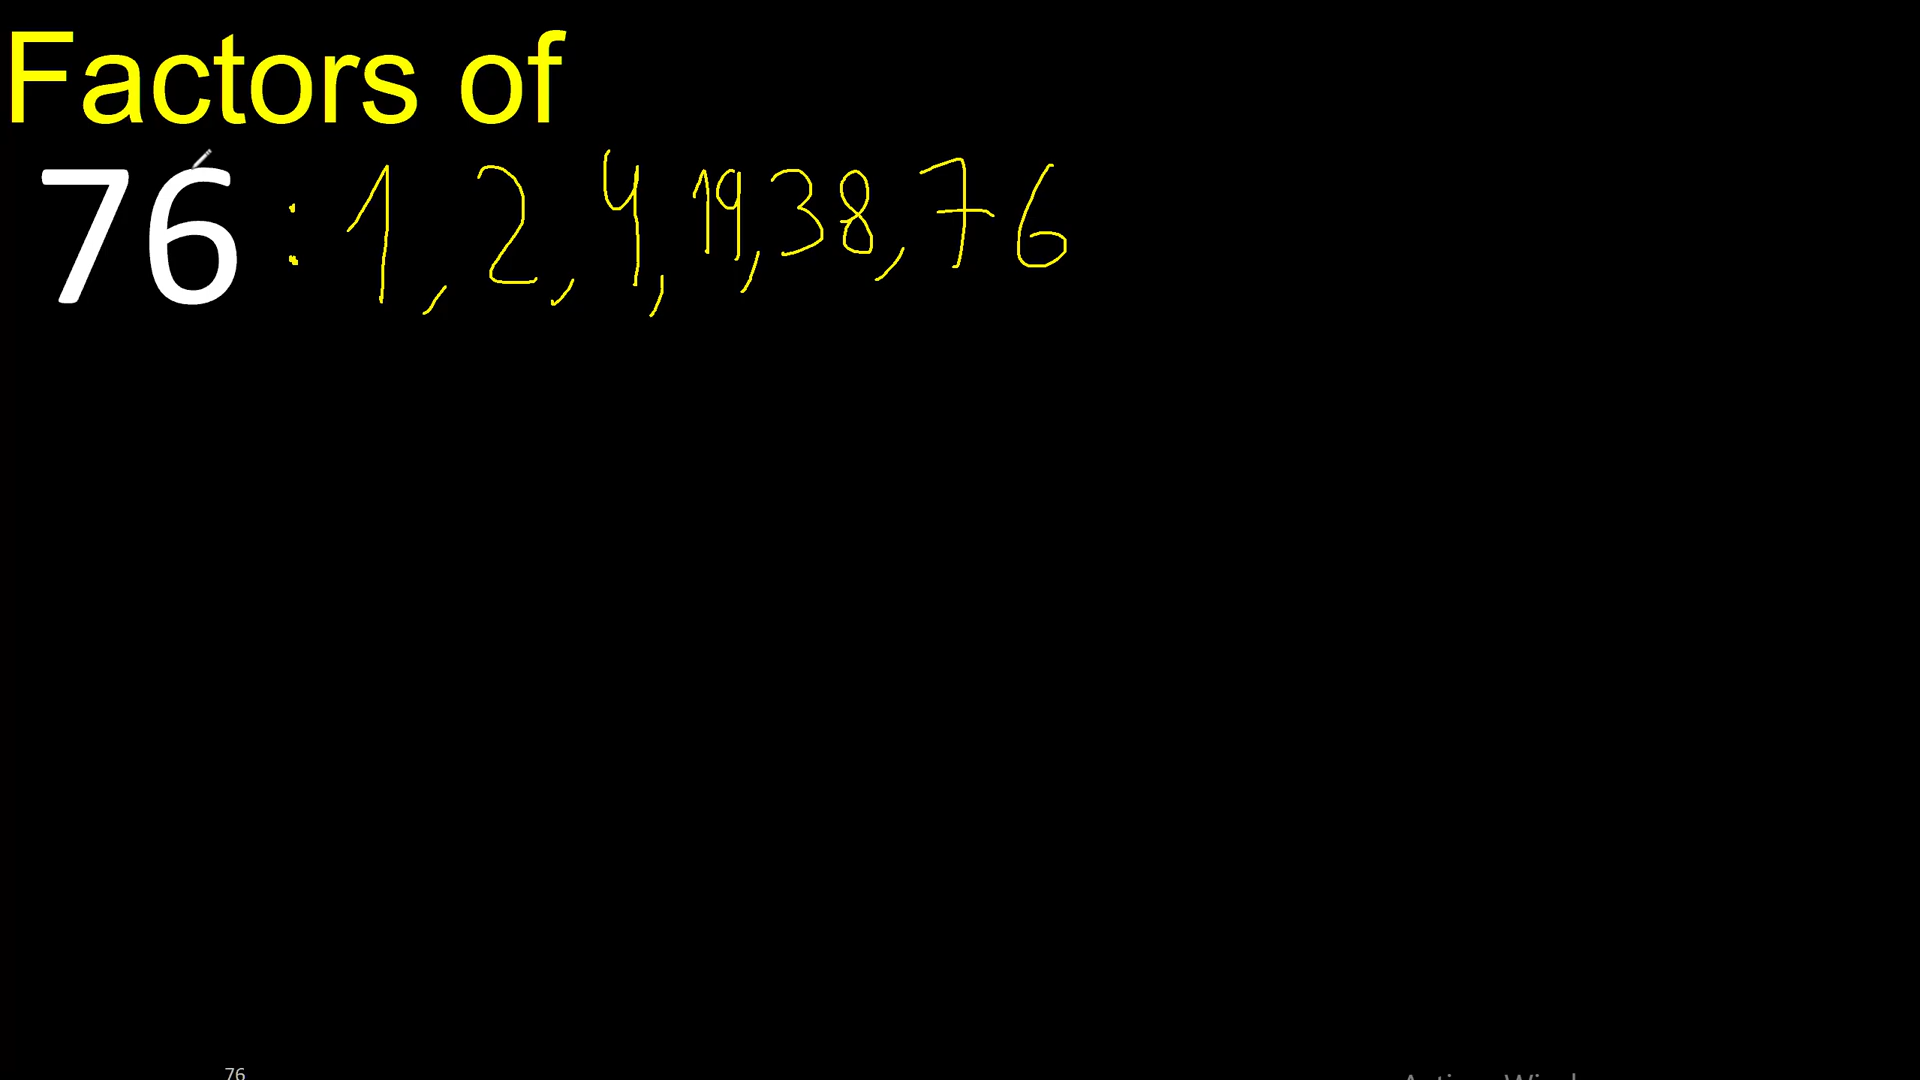 Factors of
76 : 1, 2, 4, 19, 38, 76
76